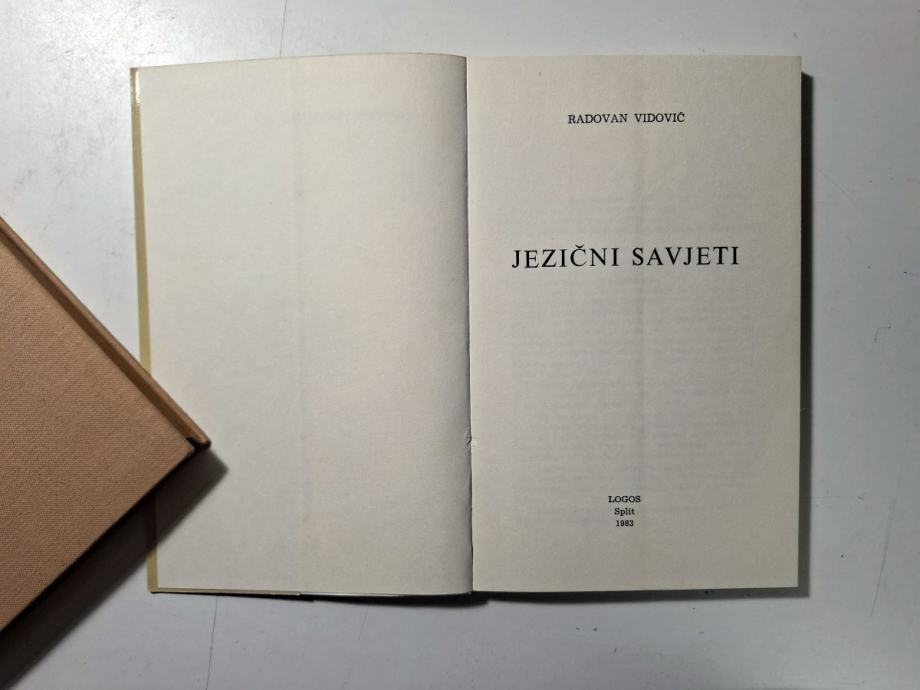 RADOVAN VIDOVIĆ
JEZIČNI SAVJETI
LOGOS
Split
1983